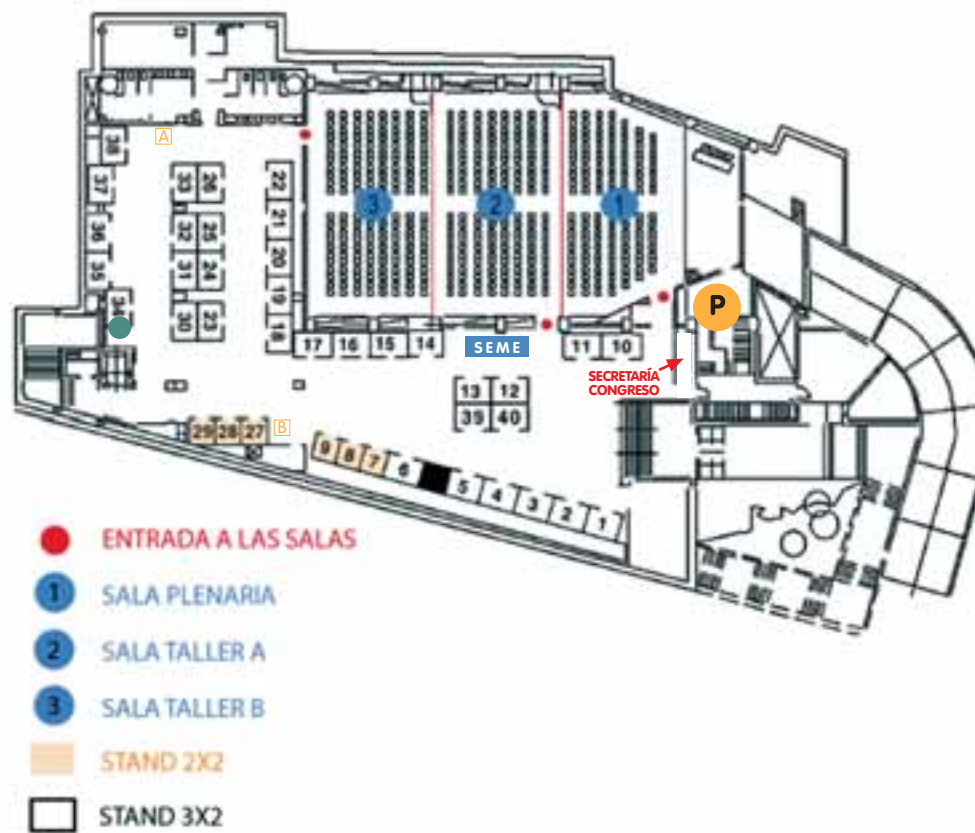 A
38
33 26
22
37
3
2
1
32 25
21
36
20
31 24
35
19
P
34
30 23
18
17 16 15 14
SEME
11 10
SECRETARÍA
CONGRESO
13 12
39 40
29 28 27
B
9 8 7 6 5 4 3 2 1
ENTRADA A LAS SALAS
1 SALA PLENARIA
2 SALA TALLER A
3 SALA TALLER B
STAND 2X2
STAND 3X2